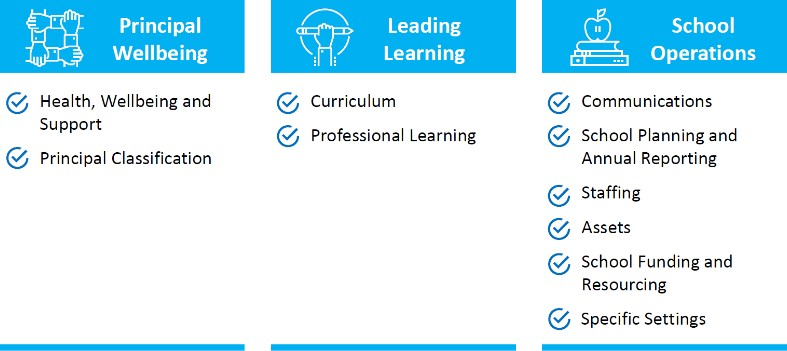 Principal
Wellbeing
Health, Wellbeing and
Support
Principal Classification
Leading
Learning
Curriculum
Professional Learning
School
Operations
Communications
School Planning and
Annual Reporting
Staffing
Assets
School Funding and
Resourcing
Specific Settings